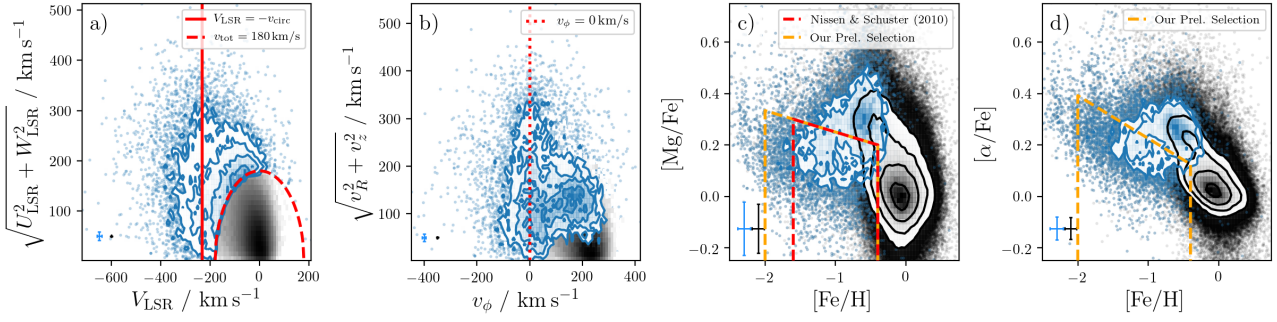 a)
V_LSR = −v_circ
v_tot = 180 km/s
500
400
300
200
100
√U²_LSR + W²_LSR / km s⁻¹
−600 −400 −200 0 200
V_LSR / km s⁻¹
b)
v_ϕ = 0 km/s
500
400
300
200
100
√v²_R + v²_z / km s⁻¹
−400 −200 0 200 400
v_ϕ / km s⁻¹
c)
Nissen & Schuster (2010)
Our Prel. Selection
0.6
0.4
0.2
0.0
−0.2
[Mg/Fe]
−2 −1 0
[Fe/H]
d)
Our Prel. Selection
0.6
0.4
0.2
0.0
−0.2
[α/Fe]
−2 −1 0
[Fe/H]